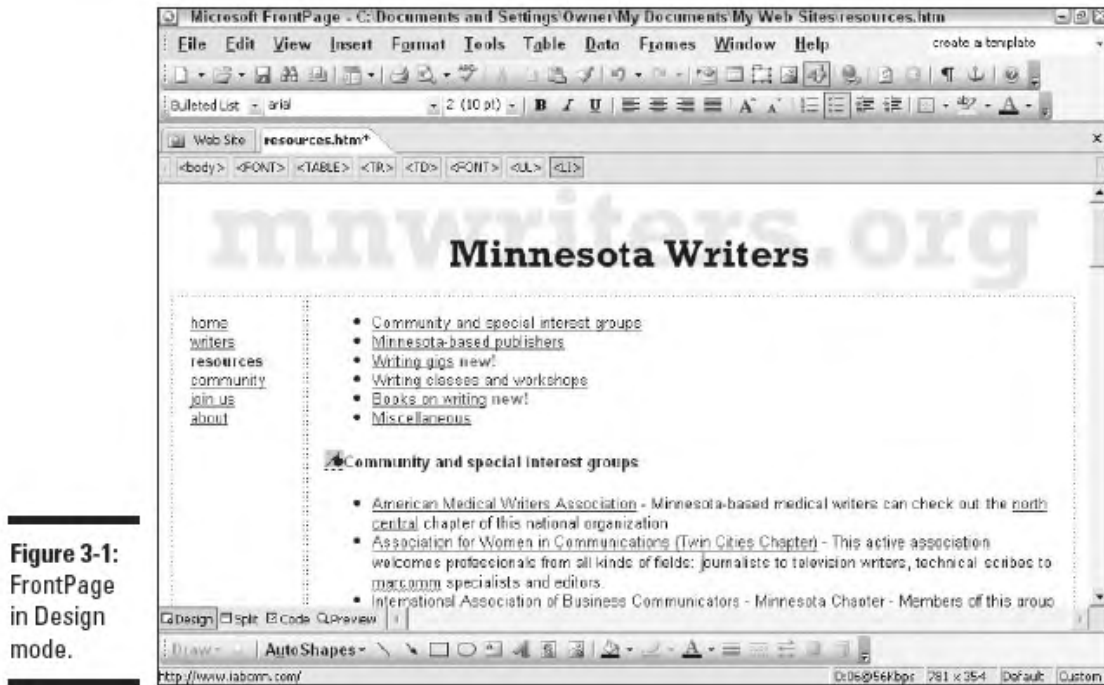 Microsoft FrontPage - C:\Documents and Settings\Owner\My Documents\My Web Sites\resources.htm
File Edit View Insert Format Tools Table Data Frames Window Help create a template
Bulleted List arial 2 (10 pt) B I U A A A
Web Site resources.htm* x
<body> <FONT> <TABLE> <TR> <TD> <FONT> <UL> <LI>
mnwriters.org
Minnesota Writers
home
writers
resources
community
join us
about
• Community and special interest groups
• Minnesota-based publishers
• Writing gigs new!
• Writing classes and workshops
• Books on writing new!
• Miscellaneous
Community and special interest groups
• American Medical Writers Association - Minnesota-based medical writers can check out the north
central chapter of this national organization
• Association for Women in Communications (Twin Cities Chapter) - This active association
welcomes professionals from all kinds of fields: journalists to television writers, technical scribes to
marcomm specialists and editors.
• International Association of Business Communicators - Minnesota Chapter - Members of this group
Design Split Code Preview
Draw AutoShapes A
http://www.iabcmn.com/ 0:06@56Kbps 781 x 354 Default Custom
Figure 3-1:
FrontPage
in Design
mode.